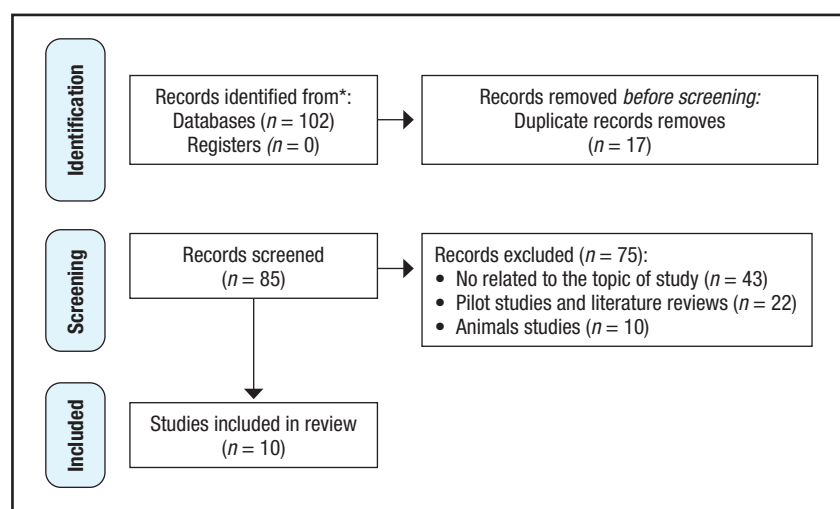 Identification
Records identified from*:
Databases (n = 102)
Registers (n = 0)
Records removed before screening:
Duplicate records removes
(n = 17)
Screening
Records screened
(n = 85)
Records excluded (n = 75):
• No related to the topic of study (n = 43)
• Pilot studies and literature reviews (n = 22)
• Animals studies (n = 10)
Included
Studies included in review
(n = 10)